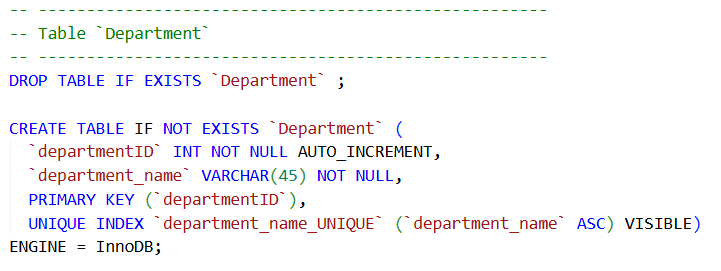 -- -----------------------------------------------------
-- Table `Department`
-- -----------------------------------------------------
DROP TABLE IF EXISTS `Department` ;

CREATE TABLE IF NOT EXISTS `Department` (
  `departmentID` INT NOT NULL AUTO_INCREMENT,
  `department_name` VARCHAR(45) NOT NULL,
  PRIMARY KEY (`departmentID`),
  UNIQUE INDEX `department_name_UNIQUE` (`department_name` ASC) VISIBLE)
ENGINE = InnoDB;